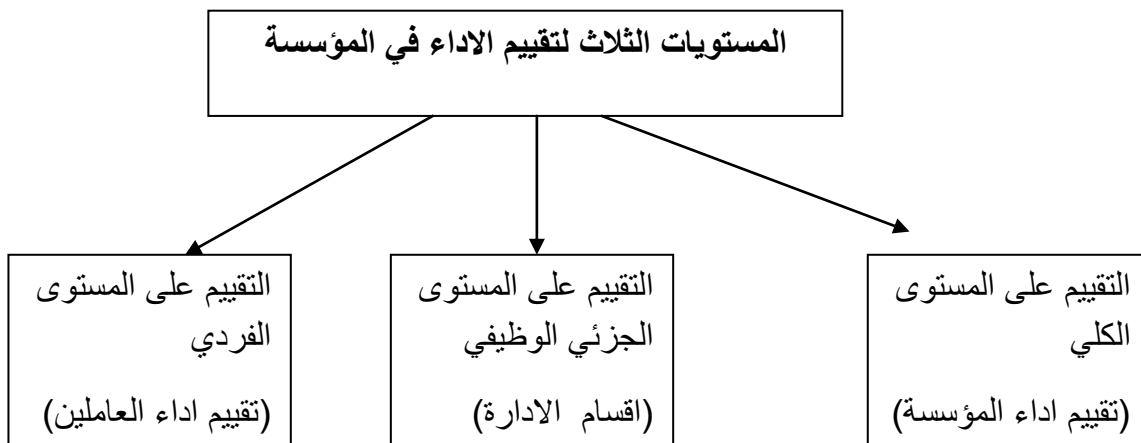 المستويات الثلاث لتقييم الاداء في المؤسسة
التقييم على المستوى
الكلي
(تقييم اداء المؤسسة)
التقييم على المستوى
الجزئي الوظيفي
(اقسام الادارة)
التقييم على المستوى
الفردي
(تقييم اداء العاملين)